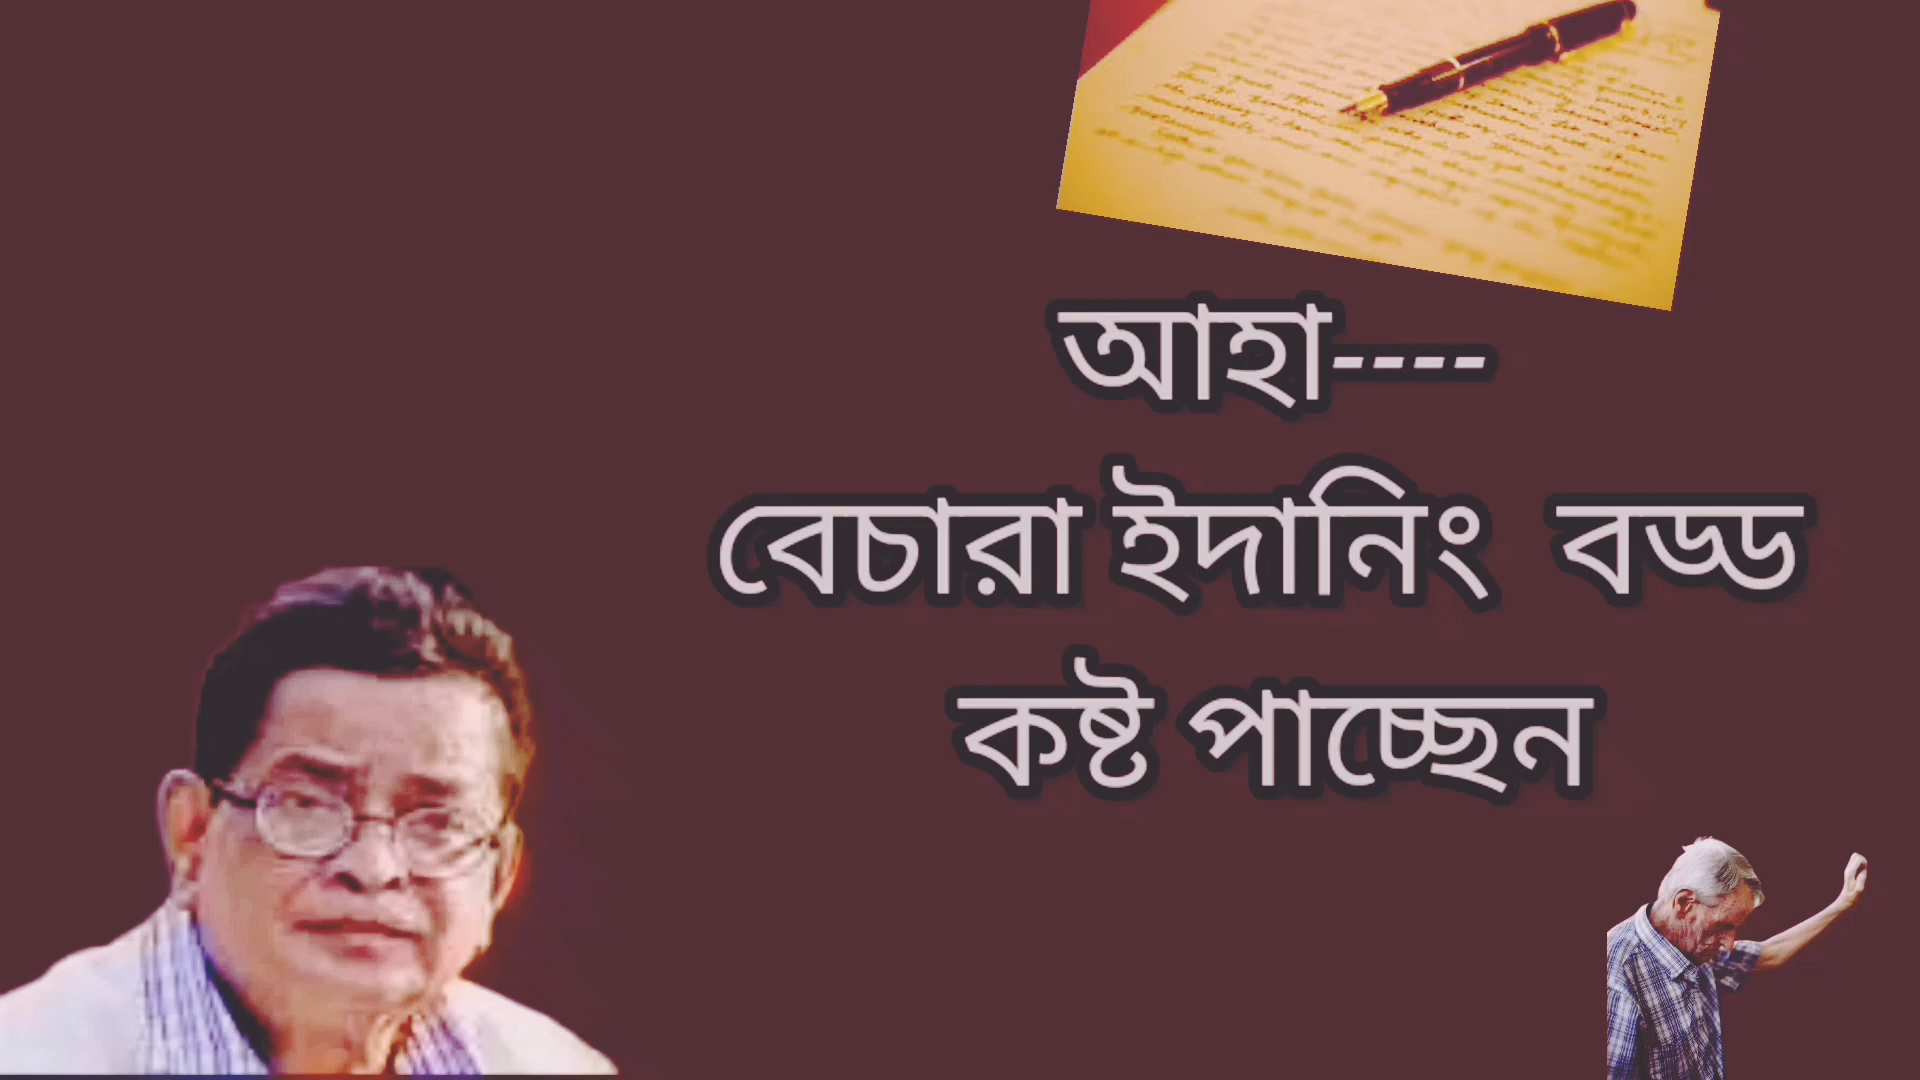 আহা----
বেচারা ইদানিং বড্ড
কষ্ট পাচ্ছেন